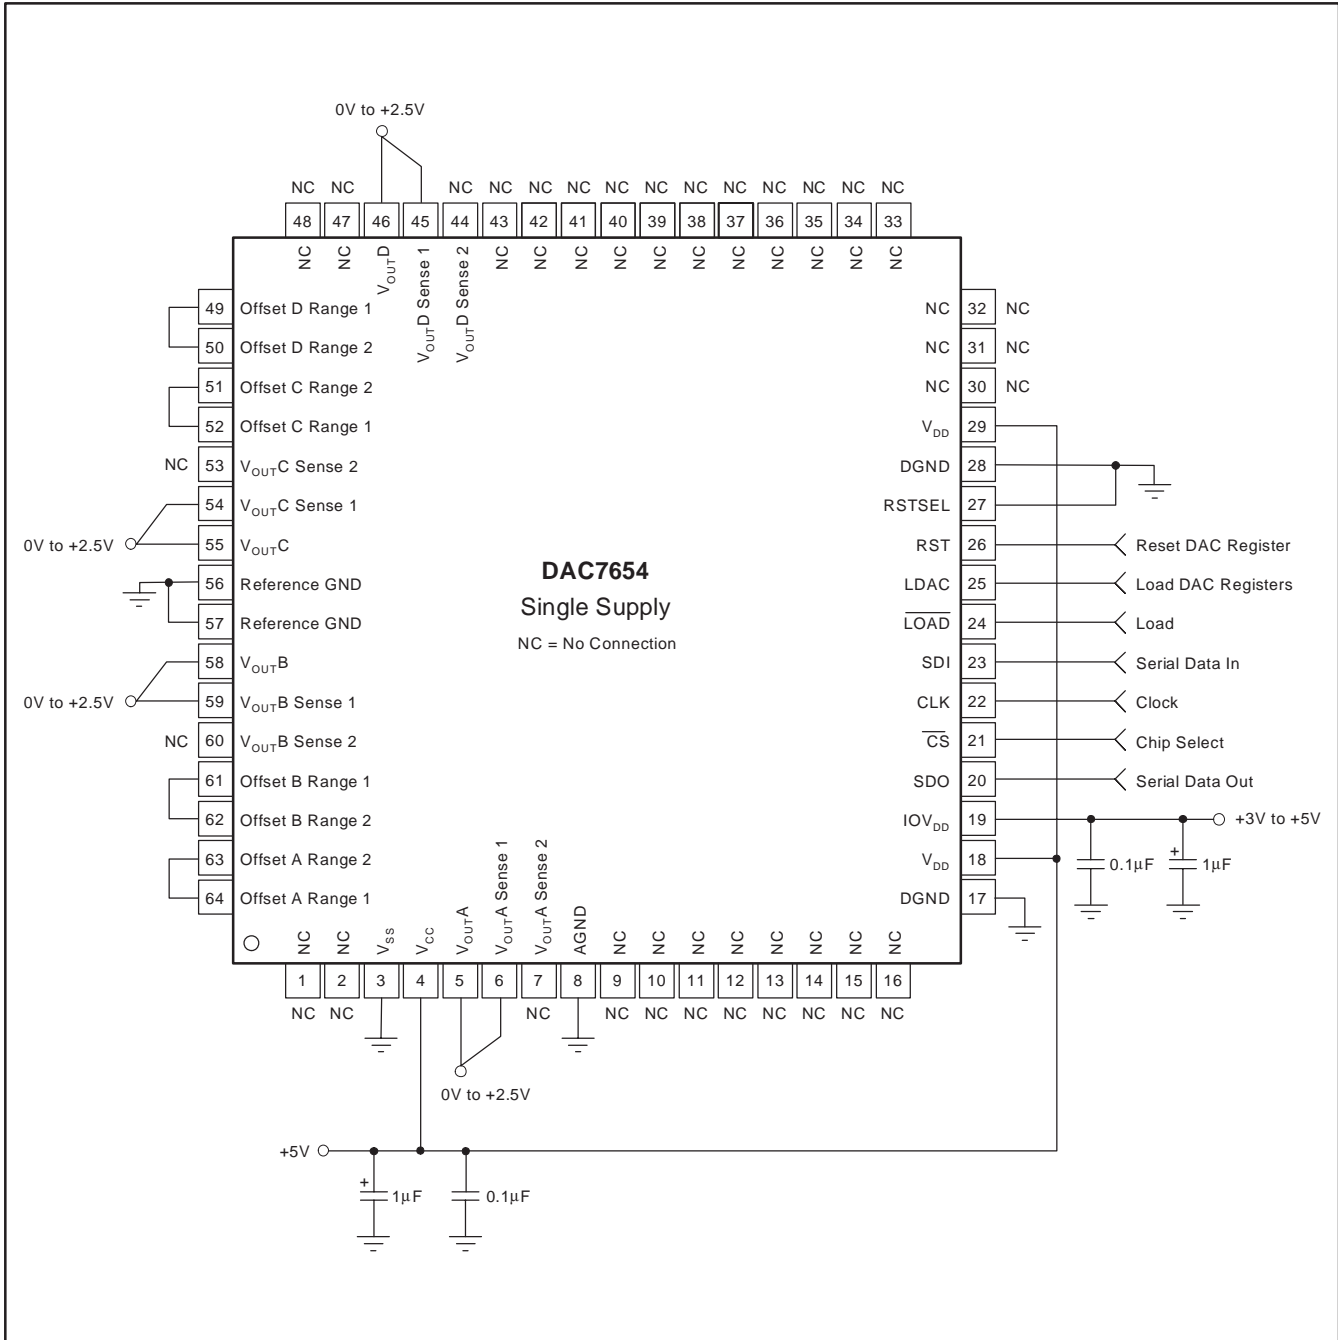 0V to +2.5V
NC NC NC NC NC NC NC NC NC NC NC NC NC NC
48 47 46 45 44 43 42 41 40 39 38 37 36 35 34 33
NC NC VOUTD VOUTD Sense 1 VOUTD Sense 2 NC NC NC NC NC NC NC NC NC NC NC
49 Offset D Range 1
50 Offset D Range 2
51 Offset C Range 2
52 Offset C Range 1
NC 53 VOUTC Sense 2
54 VOUTC Sense 1
0V to +2.5V
55 VOUTC
56 Reference GND
57 Reference GND
58 VOUTB
0V to +2.5V
59 VOUTB Sense 1
NC 60 VOUTB Sense 2
61 Offset B Range 1
62 Offset B Range 2
63 Offset A Range 2
64 Offset A Range 1
DAC7654
Single Supply
NC = No Connection
NC 32 NC
NC 31 NC
NC 30 NC
VDD 29
DGND 28
RSTSEL 27
RST 26 Reset DAC Register
LDAC 25 Load DAC Registers
LOAD 24 Load
SDI 23 Serial Data In
CLK 22 Clock
CS 21 Chip Select
SDO 20 Serial Data Out
IOVDD 19 +3V to +5V
VDD 18
0.1µF + 1µF
DGND 17
NC NC VSS VCC VOUTA VOUTA Sense 1 VOUTA Sense 2 AGND NC NC NC NC NC NC NC NC
1 2 3 4 5 6 7 8 9 10 11 12 13 14 15 16
NC NC NC NC NC NC NC NC NC NC NC
0V to +2.5V
+5V
+ 1µF 0.1µF